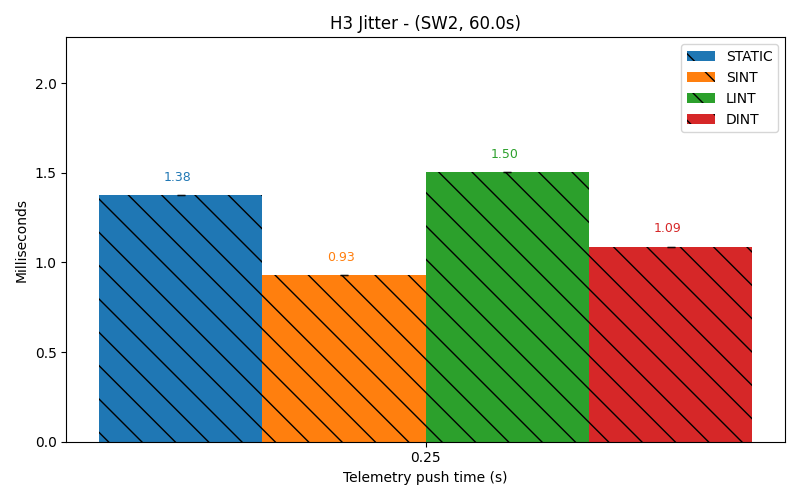 H3 Jitter - (SW2, 60.0s)
2.0
1.5
1.0
0.5
0.0
Milliseconds
1.38
0.93
1.50
1.09
STATIC
SINT
LINT
DINT
0.25
Telemetry push time (s)